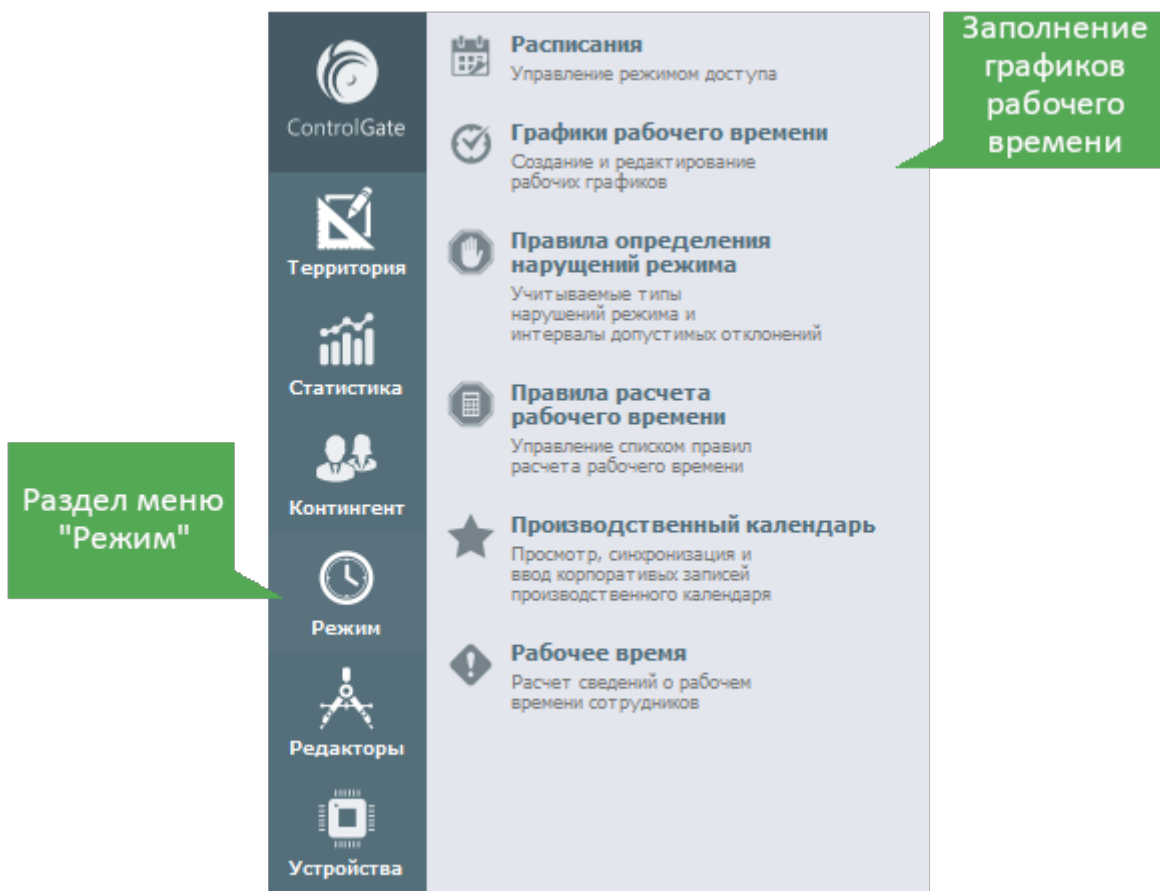 ControlGate
Территория
Статистика
Контингент
Режим
Редакторы
Устройства
Расписания
Управление режимом доступа
Графики рабочего времени
Создание и редактирование
рабочих графиков
Правила определения
нарущений режима
Учитываемые типы
нарушений режима и
интервалы допустимых отклонений
Правила расчета
рабочего времени
Управление списком правил
расчета рабочего времени
Производственный календарь
Просмотр, синхронизация и
ввод корпоративных записей
производственного календаря
Рабочее время
Расчет сведений о рабочем
времени сотрудников
Заполнение
графиков
рабочего
времени
Раздел меню
"Режим"